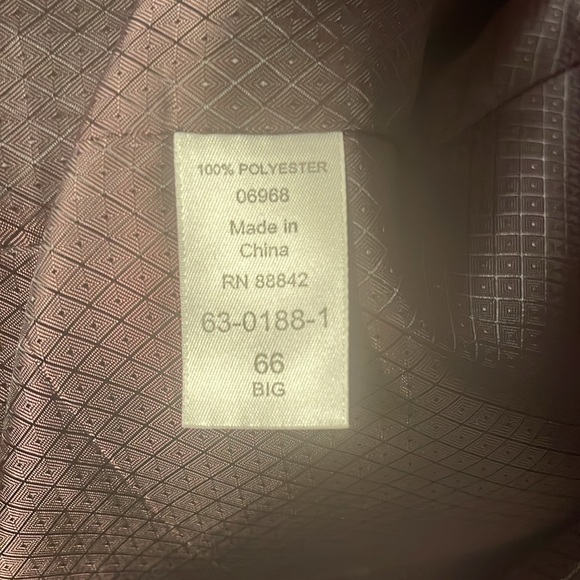 100% POLYESTER
06968
Made in
China
RN 88842
63-0188-1
66
BIG